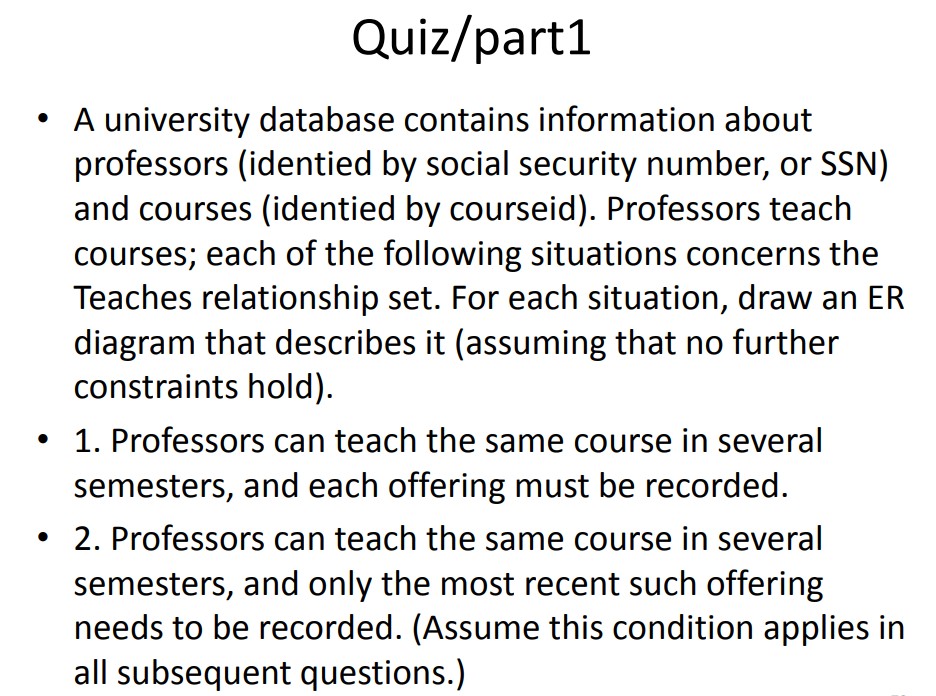 Quiz/part1
• A university database contains information about
professors (identied by social security number, or SSN)
and courses (identied by courseid). Professors teach
courses; each of the following situations concerns the
Teaches relationship set. For each situation, draw an ER
diagram that describes it (assuming that no further
constraints hold).
• 1. Professors can teach the same course in several
semesters, and each offering must be recorded.
• 2. Professors can teach the same course in several
semesters, and only the most recent such offering
needs to be recorded. (Assume this condition applies in
all subsequent questions.)